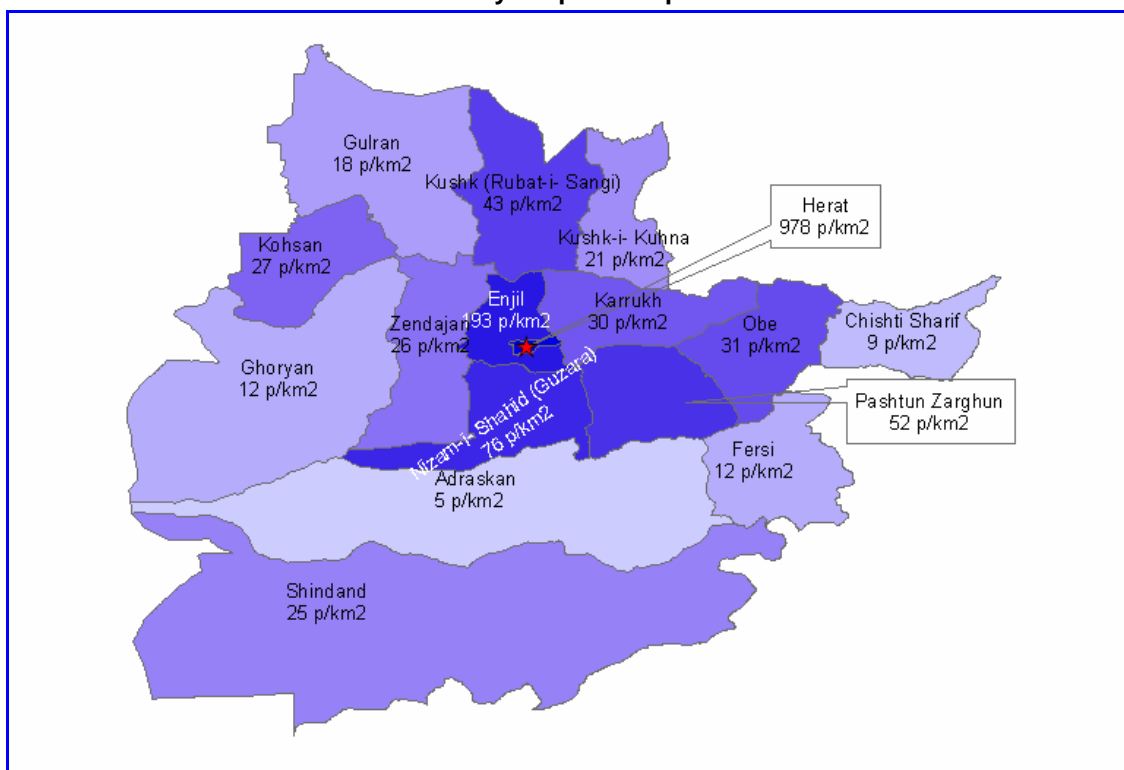 Gulran
18 p/km2
Kushk (Rubat-i- Sangi)
43 p/km2
Herat
978 p/km2
Kushk-i- Kuhna
21 p/km2
Kohsan
27 p/km2
Enjil
193 p/km2
Karrukh
30 p/km2
Zendajan
26 p/km2
Obe
31 p/km2
Chishti Sharif
9 p/km2
Ghoryan
12 p/km2
Nizam-i- Shahid (Guzara)
76 p/km2
Pashtun Zarghun
52 p/km2
Fersi
12 p/km2
Adraskan
5 p/km2
Shindand
25 p/km2